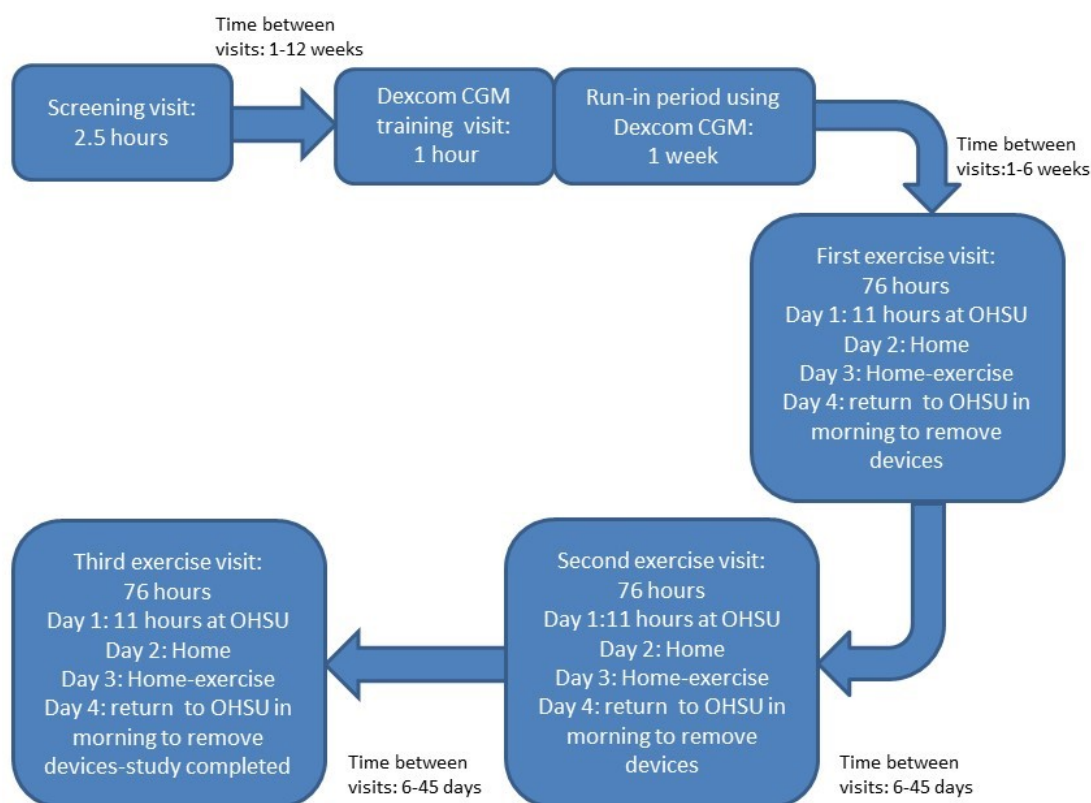 Time between
visits: 1-12 weeks
Screening visit:
2.5 hours
Dexcom CGM
training visit:
1 hour
Run-in period using
Dexcom CGM:
1 week
Time between
visits:1-6 weeks
First exercise visit:
76 hours
Day 1: 11 hours at OHSU
Day 2: Home
Day 3: Home-exercise
Day 4: return to OHSU in
morning to remove
devices
Second exercise visit:
76 hours
Day 1:11 hours at OHSU
Day 2: Home
Day 3: Home-exercise
Day 4: return to OHSU in
morning to remove
devices
Time between
visits: 6-45 days
Third exercise visit:
76 hours
Day 1: 11 hours at OHSU
Day 2: Home
Day 3: Home-exercise
Day 4: return to OHSU in
morning to remove
devices-study completed
Time between
visits: 6-45 days